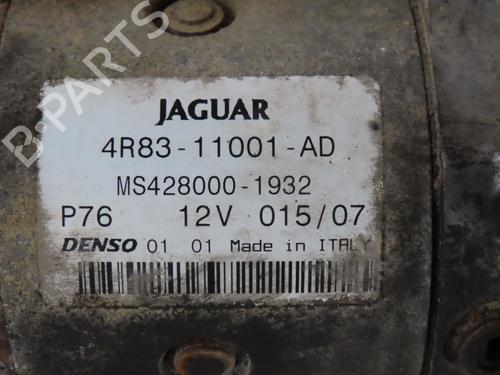 JAGUAR
4R83-11001-AD
MS428000-1932
P76 12V 015/07
DENSO 01 01 Made in ITALY
B-PARTS